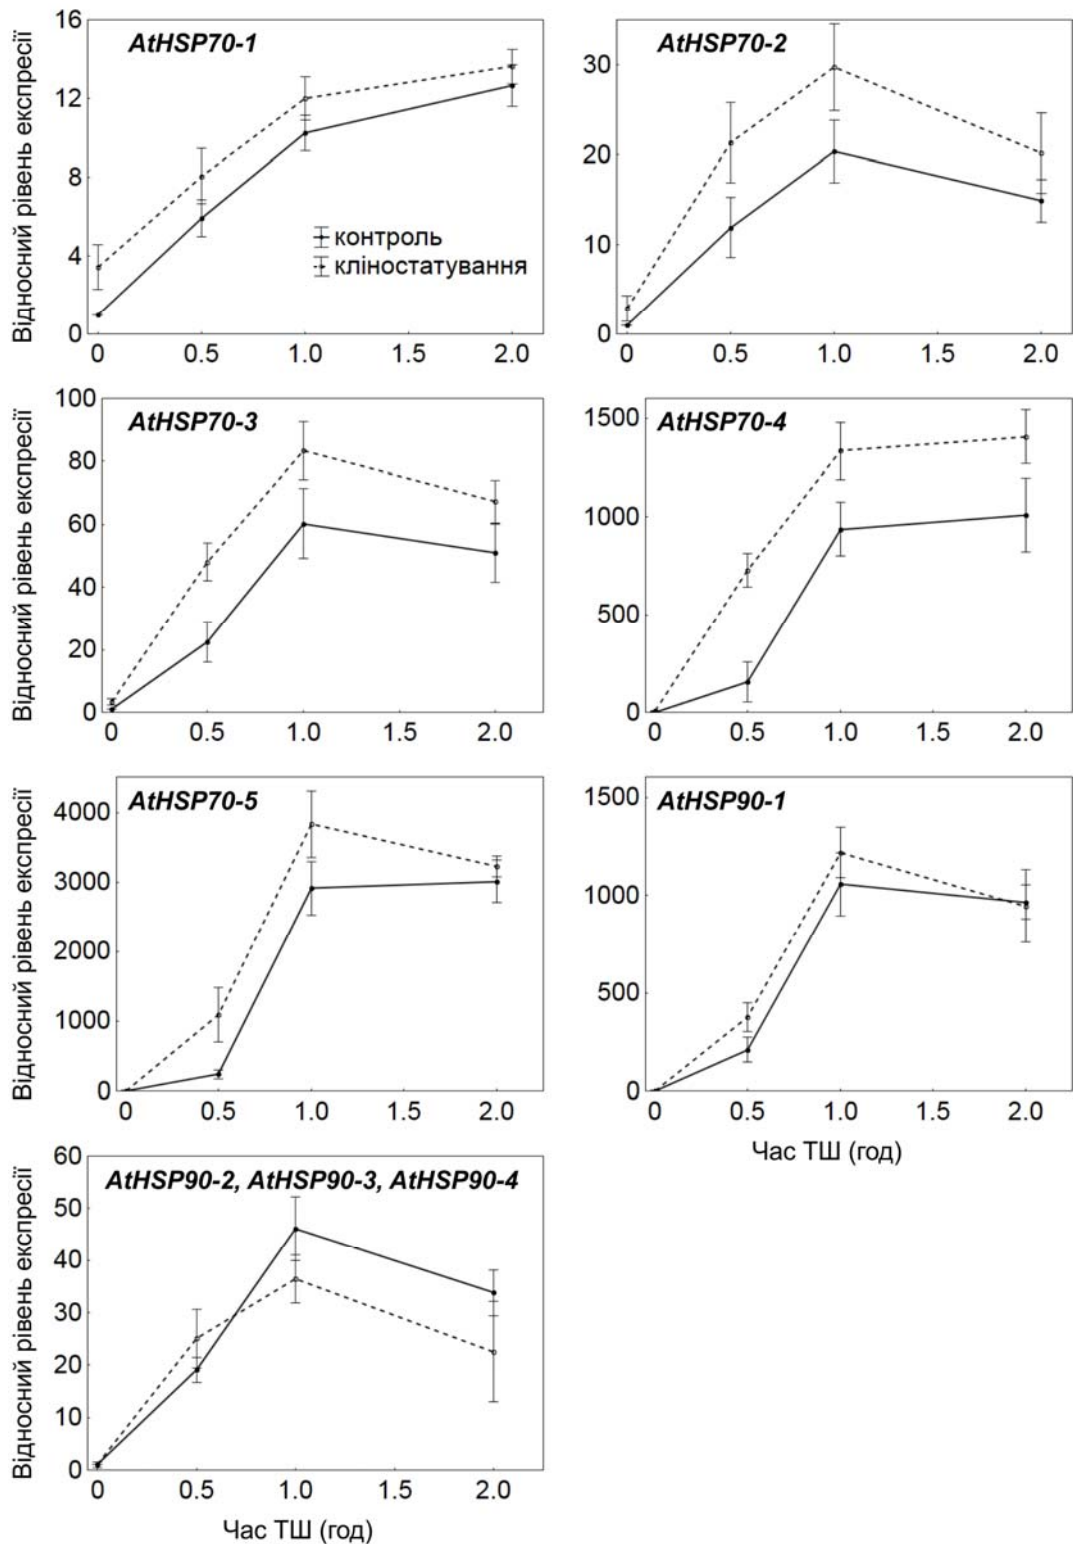 Відносний рівень експресії
AtHSP70-1
16
12
8
4
0
контроль
кліностатування
0 0.5 1.0 1.5 2.0
AtHSP70-2
30
20
10
0
0 0.5 1.0 1.5 2.0
Відносний рівень експресії
AtHSP70-3
100
80
60
40
20
0
0 0.5 1.0 1.5 2.0
AtHSP70-4
1500
1000
500
0
0 0.5 1.0 1.5 2.0
Відносний рівень експресії
AtHSP70-5
4000
3000
2000
1000
0
0 0.5 1.0 1.5 2.0
AtHSP90-1
1500
1000
500
0
0 0.5 1.0 1.5 2.0
Час ТШ (год)
Відносний рівень експресії
AtHSP90-2, AtHSP90-3, AtHSP90-4
60
50
40
30
20
10
0
0 0.5 1.0 1.5 2.0
Час ТШ (год)